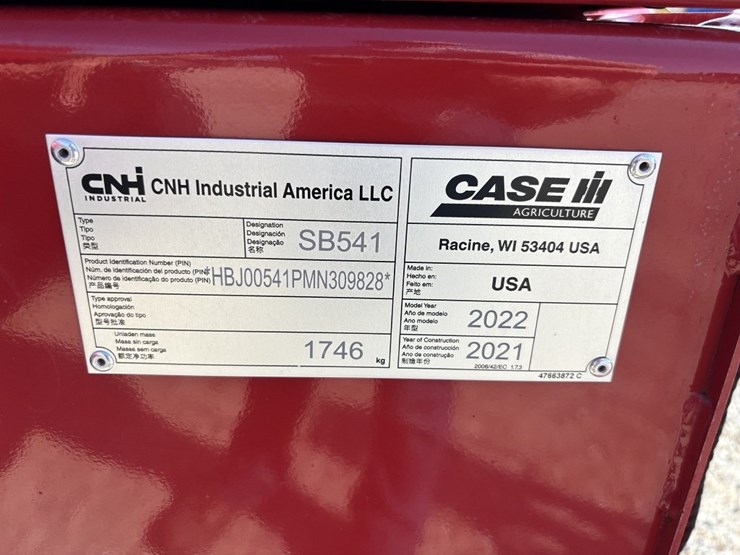 CNH
INDUSTRIAL
CNH Industrial America LLC
Type
Tipo
Tipo
类型
Designation
Designación
Designação
名称
SB541
Product Identification Number (PIN)
Núm. de identificación del producto (PIN)
Número de identificação do produto (PIN)
产品编号
*HBJ00541PMN309828*
Type approval
Homologación
Aprovação do tipo
型号批准
Unladen mass
Masa sin carga
Massa sem carga
额定净功率
1746 kg
CASE IH
AGRICULTURE
Racine, WI 53404 USA
Made in:
Hecho en:
Feito em:
产地
USA
Model Year
Año de modelo
Ano modelo
年型
2022
Year of Construction
Año de construcción
Ano de construção
制造年份
2021
2006/42/EC 1.7.3
47663872 C